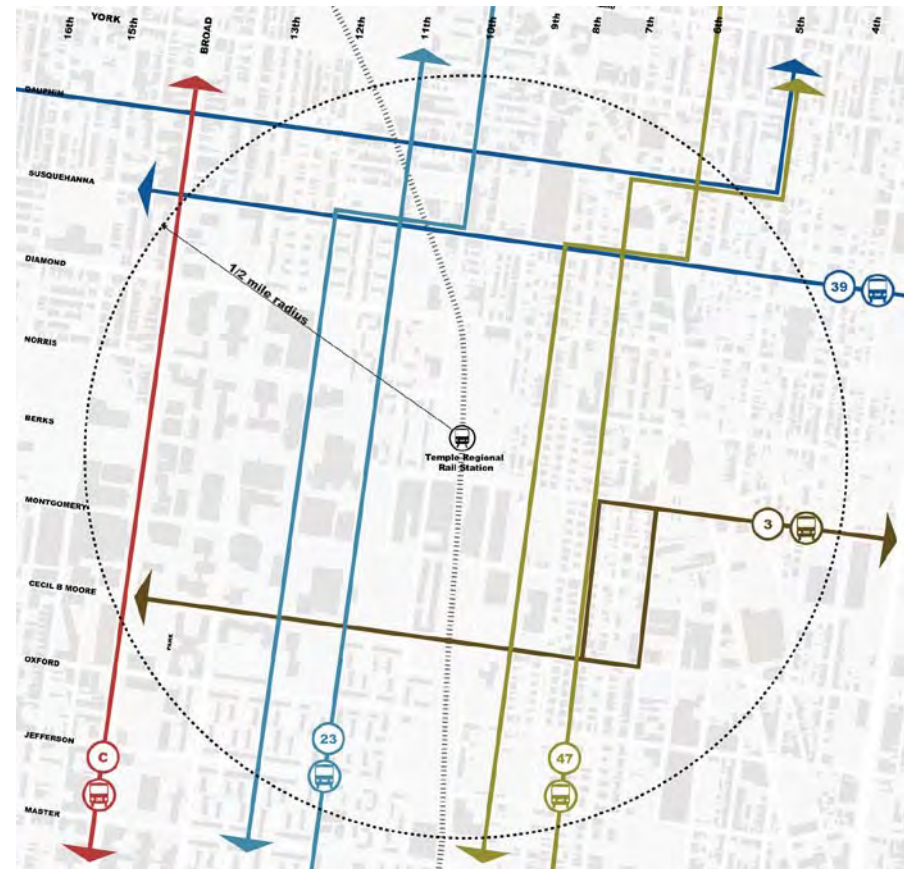 YORK
16th
15th
BROAD
13th
12th
11th
10th
9th
8th
7th
6th
5th
4th
DAUPHIN
SUSQUEHANNA
DIAMOND
NORRIS
BERKS
MONTGOMERY
CECIL B MOORE
OXFORD
JEFFERSON
MASTER
PARK
1/2 mile radius
39
Temple Regional
Rail Station
3
C
23
47